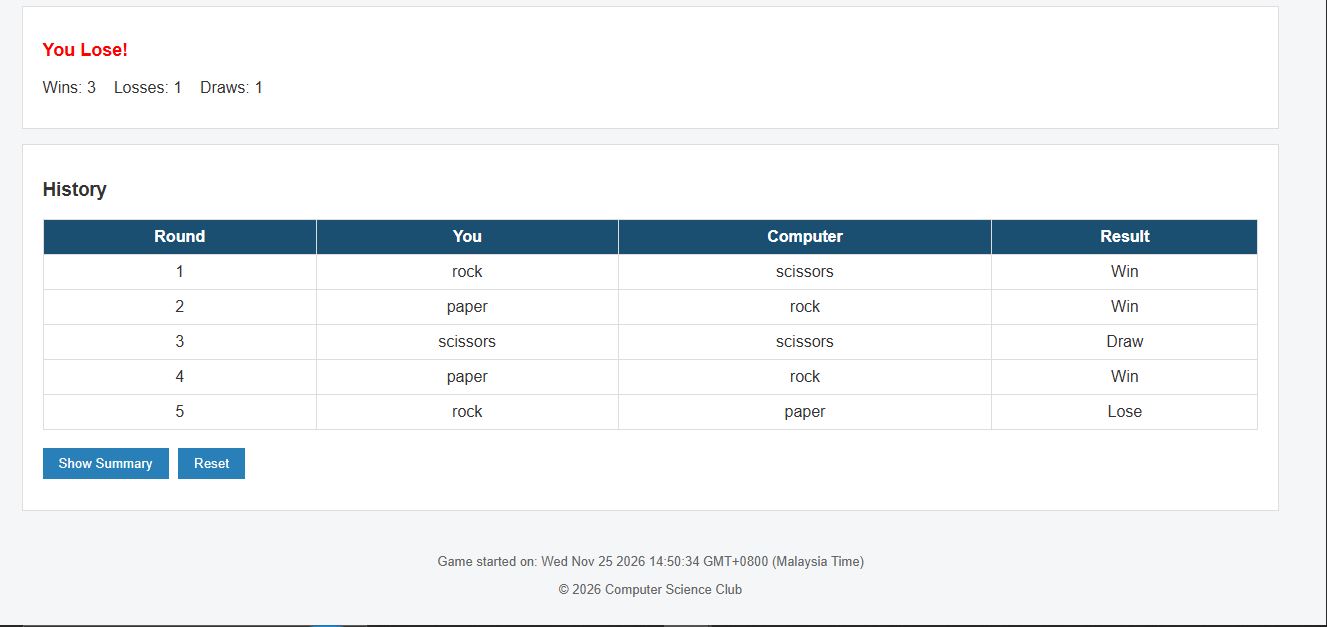 You Lose!
Wins: 3 Losses: 1 Draws: 1
History
Round You Computer Result
1 rock scissors Win
2 paper rock Win
3 scissors scissors Draw
4 paper rock Win
5 rock paper Lose
Show Summary Reset
Game started on: Wed Nov 25 2026 14:50:34 GMT+0800 (Malaysia Time)
© 2026 Computer Science Club